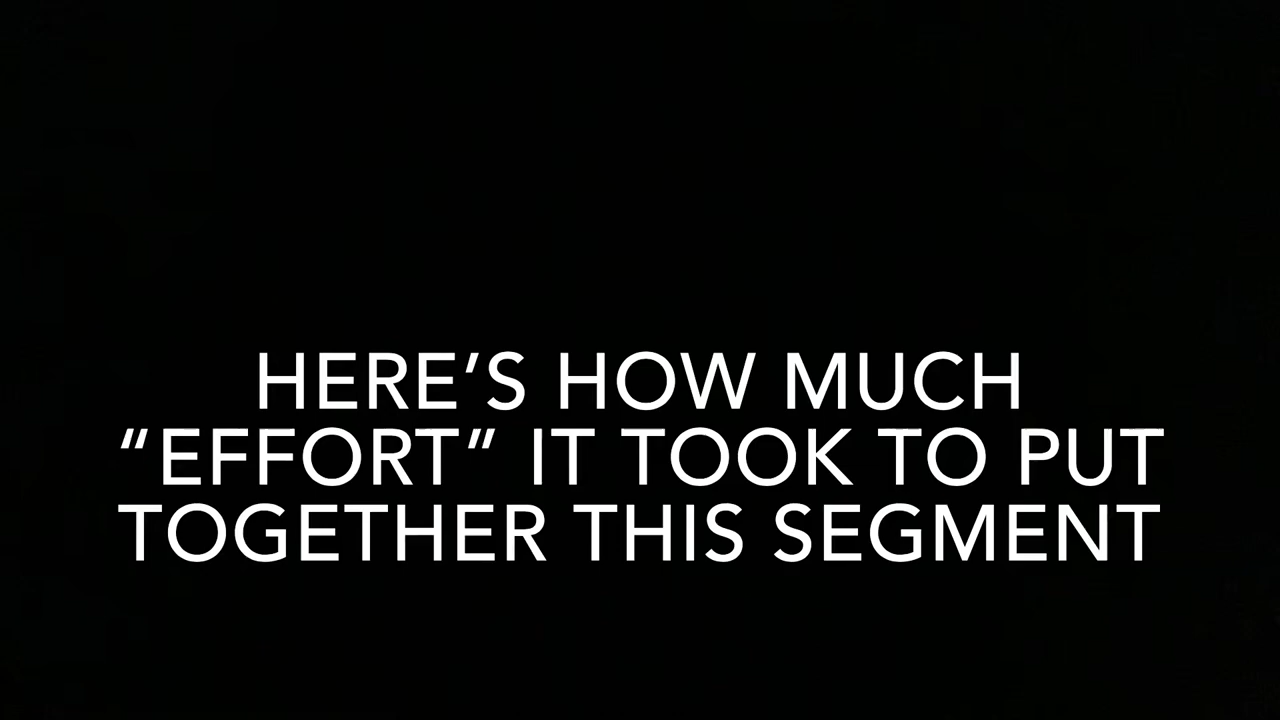 HERE’S HOW MUCH
“EFFORT” IT TOOK TO PUT
TOGETHER THIS SEGMENT